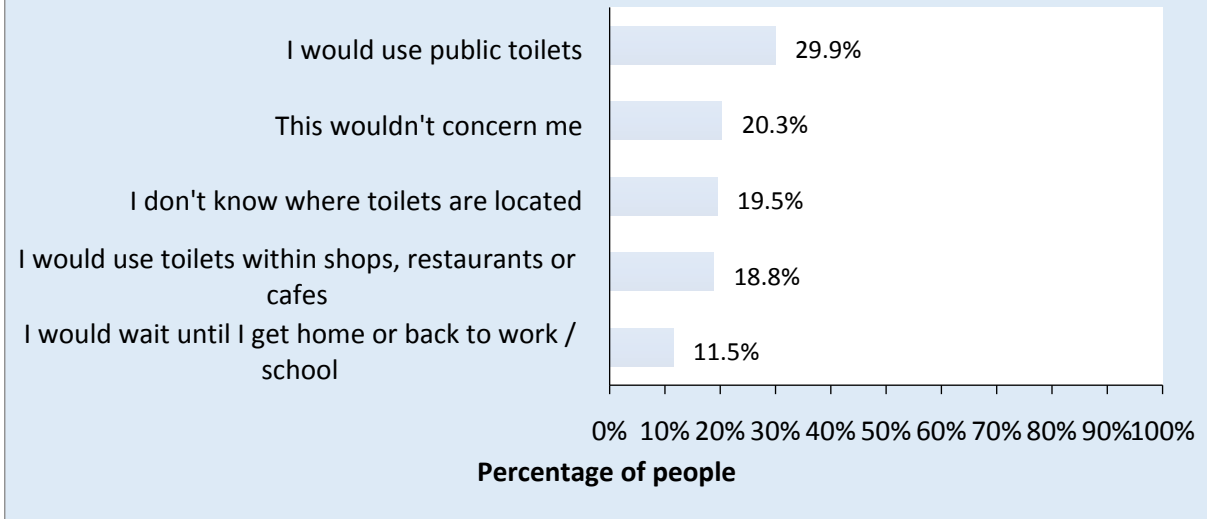 I would use public toilets
29.9%
This wouldn't concern me
20.3%
I don't know where toilets are located
19.5%
I would use toilets within shops, restaurants or
cafes
18.8%
I would wait until I get home or back to work /
school
11.5%
0% 10% 20% 30% 40% 50% 60% 70% 80% 90%100%
Percentage of people